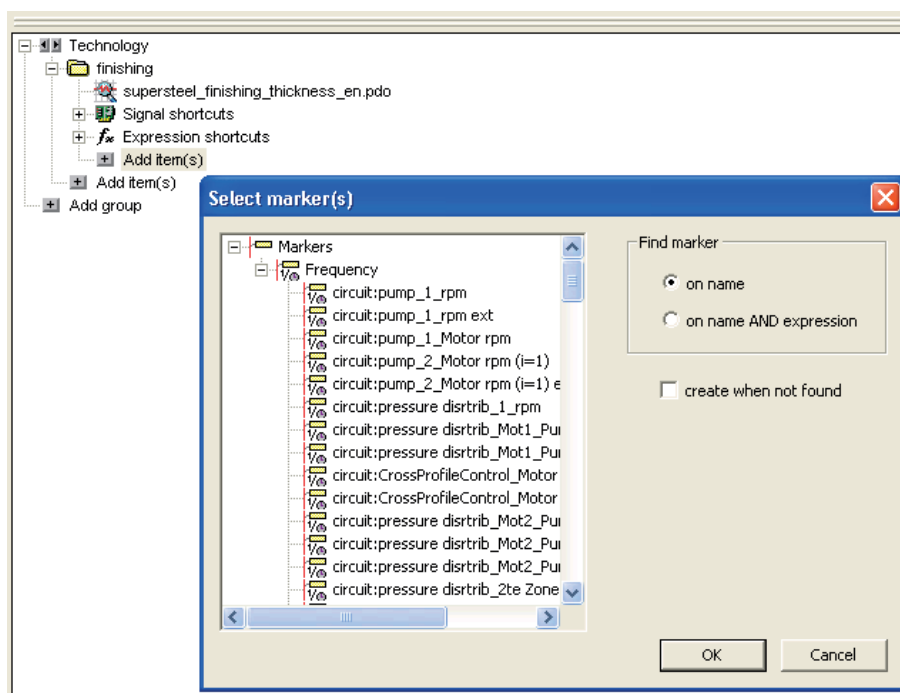 Technology
finishing
supersteel_finishing_thickness_en.pdo
Signal shortcuts
fx Expression shortcuts
Add item(s)
Add item(s)
Add group
Select marker(s)
Markers
Frequency
circuit:pump_1_rpm
circuit:pump_1_rpm ext
circuit:pump_1_Motor rpm
circuit:pump_2_Motor rpm (i=1)
circuit:pump_2_Motor rpm (i=1) e
circuit:pressure disrtrib_1_rpm
circuit:pressure disrtrib_Mot1_Pu
circuit:pressure disrtrib_Mot1_Pu
circuit:CrossProfileControl_Motor
circuit:CrossProfileControl_Motor
circuit:pressure disrtrib_Mot2_Pu
circuit:pressure disrtrib_Mot2_Pu
circuit:pressure disrtrib_Mot2_Pu
circuit:pressure disrtrib_2te Zone
Find marker
on name
on name AND expression
create when not found
OK
Cancel